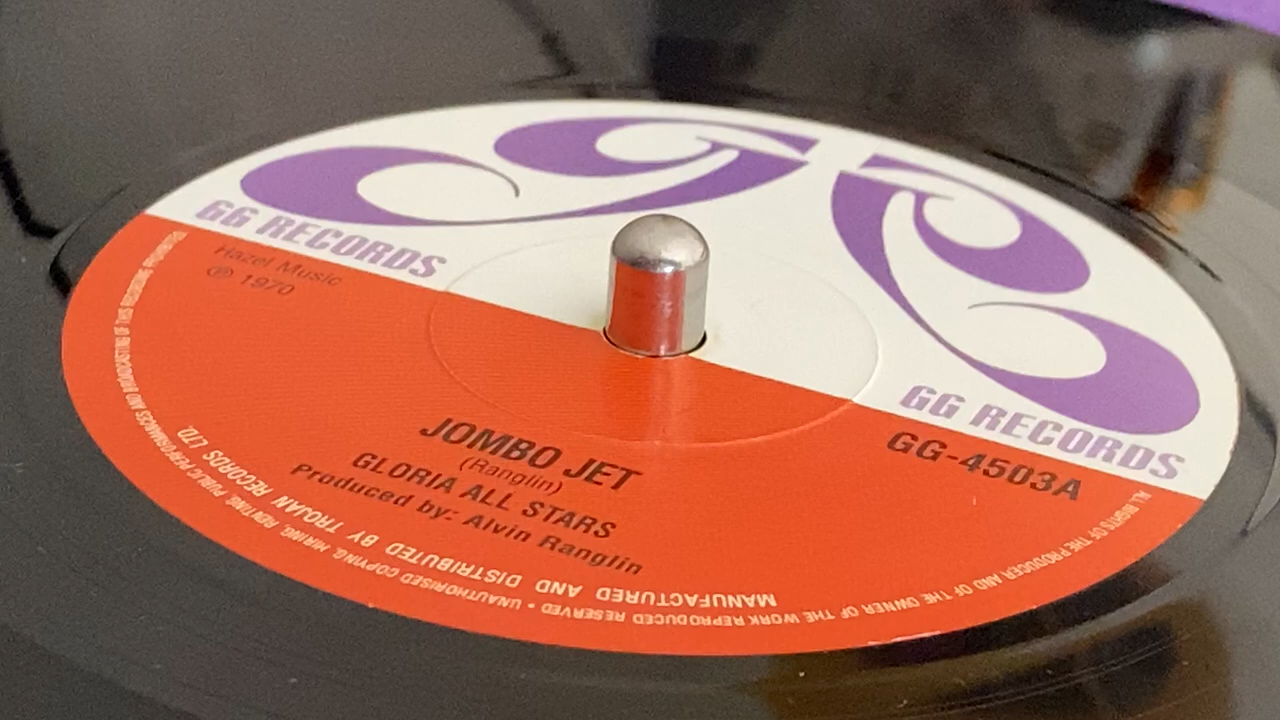 GG RECORDS
GG RECORDS
Hazel Music
℗ 1970
GG-4503A
JOMBO JET
(Ranglin)
GLORIA ALL STARS
Produced by: Alvin Ranglin
MANUFACTURED AND DISTRIBUTED BY TROJAN RECORDS LTD.
ALL RIGHTS OF THE PRODUCER AND OF THE OWNER OF THE WORK REPRODUCED RESERVED • UNAUTHORISED COPYING, HIRING, RENTING, PUBLIC PERFORMANCES AND BROADCASTING OF THIS RECORDING PROHIBITED